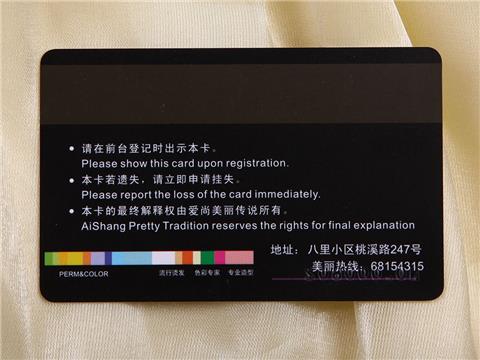 • 请在前台登记时出示本卡。
Please show this card upon registration.
• 本卡若遗失，请立即申请挂失。
Please report the loss of the card immediately.
• 本卡的最终解释权由爱尚美丽传说所有。
AiShang Pretty Tradition reserves the rights for final explanation
地址：八里小区桃溪路247号
美丽热线：68154315
PERM&COLOR 流行烫发 色彩专家 专业造型